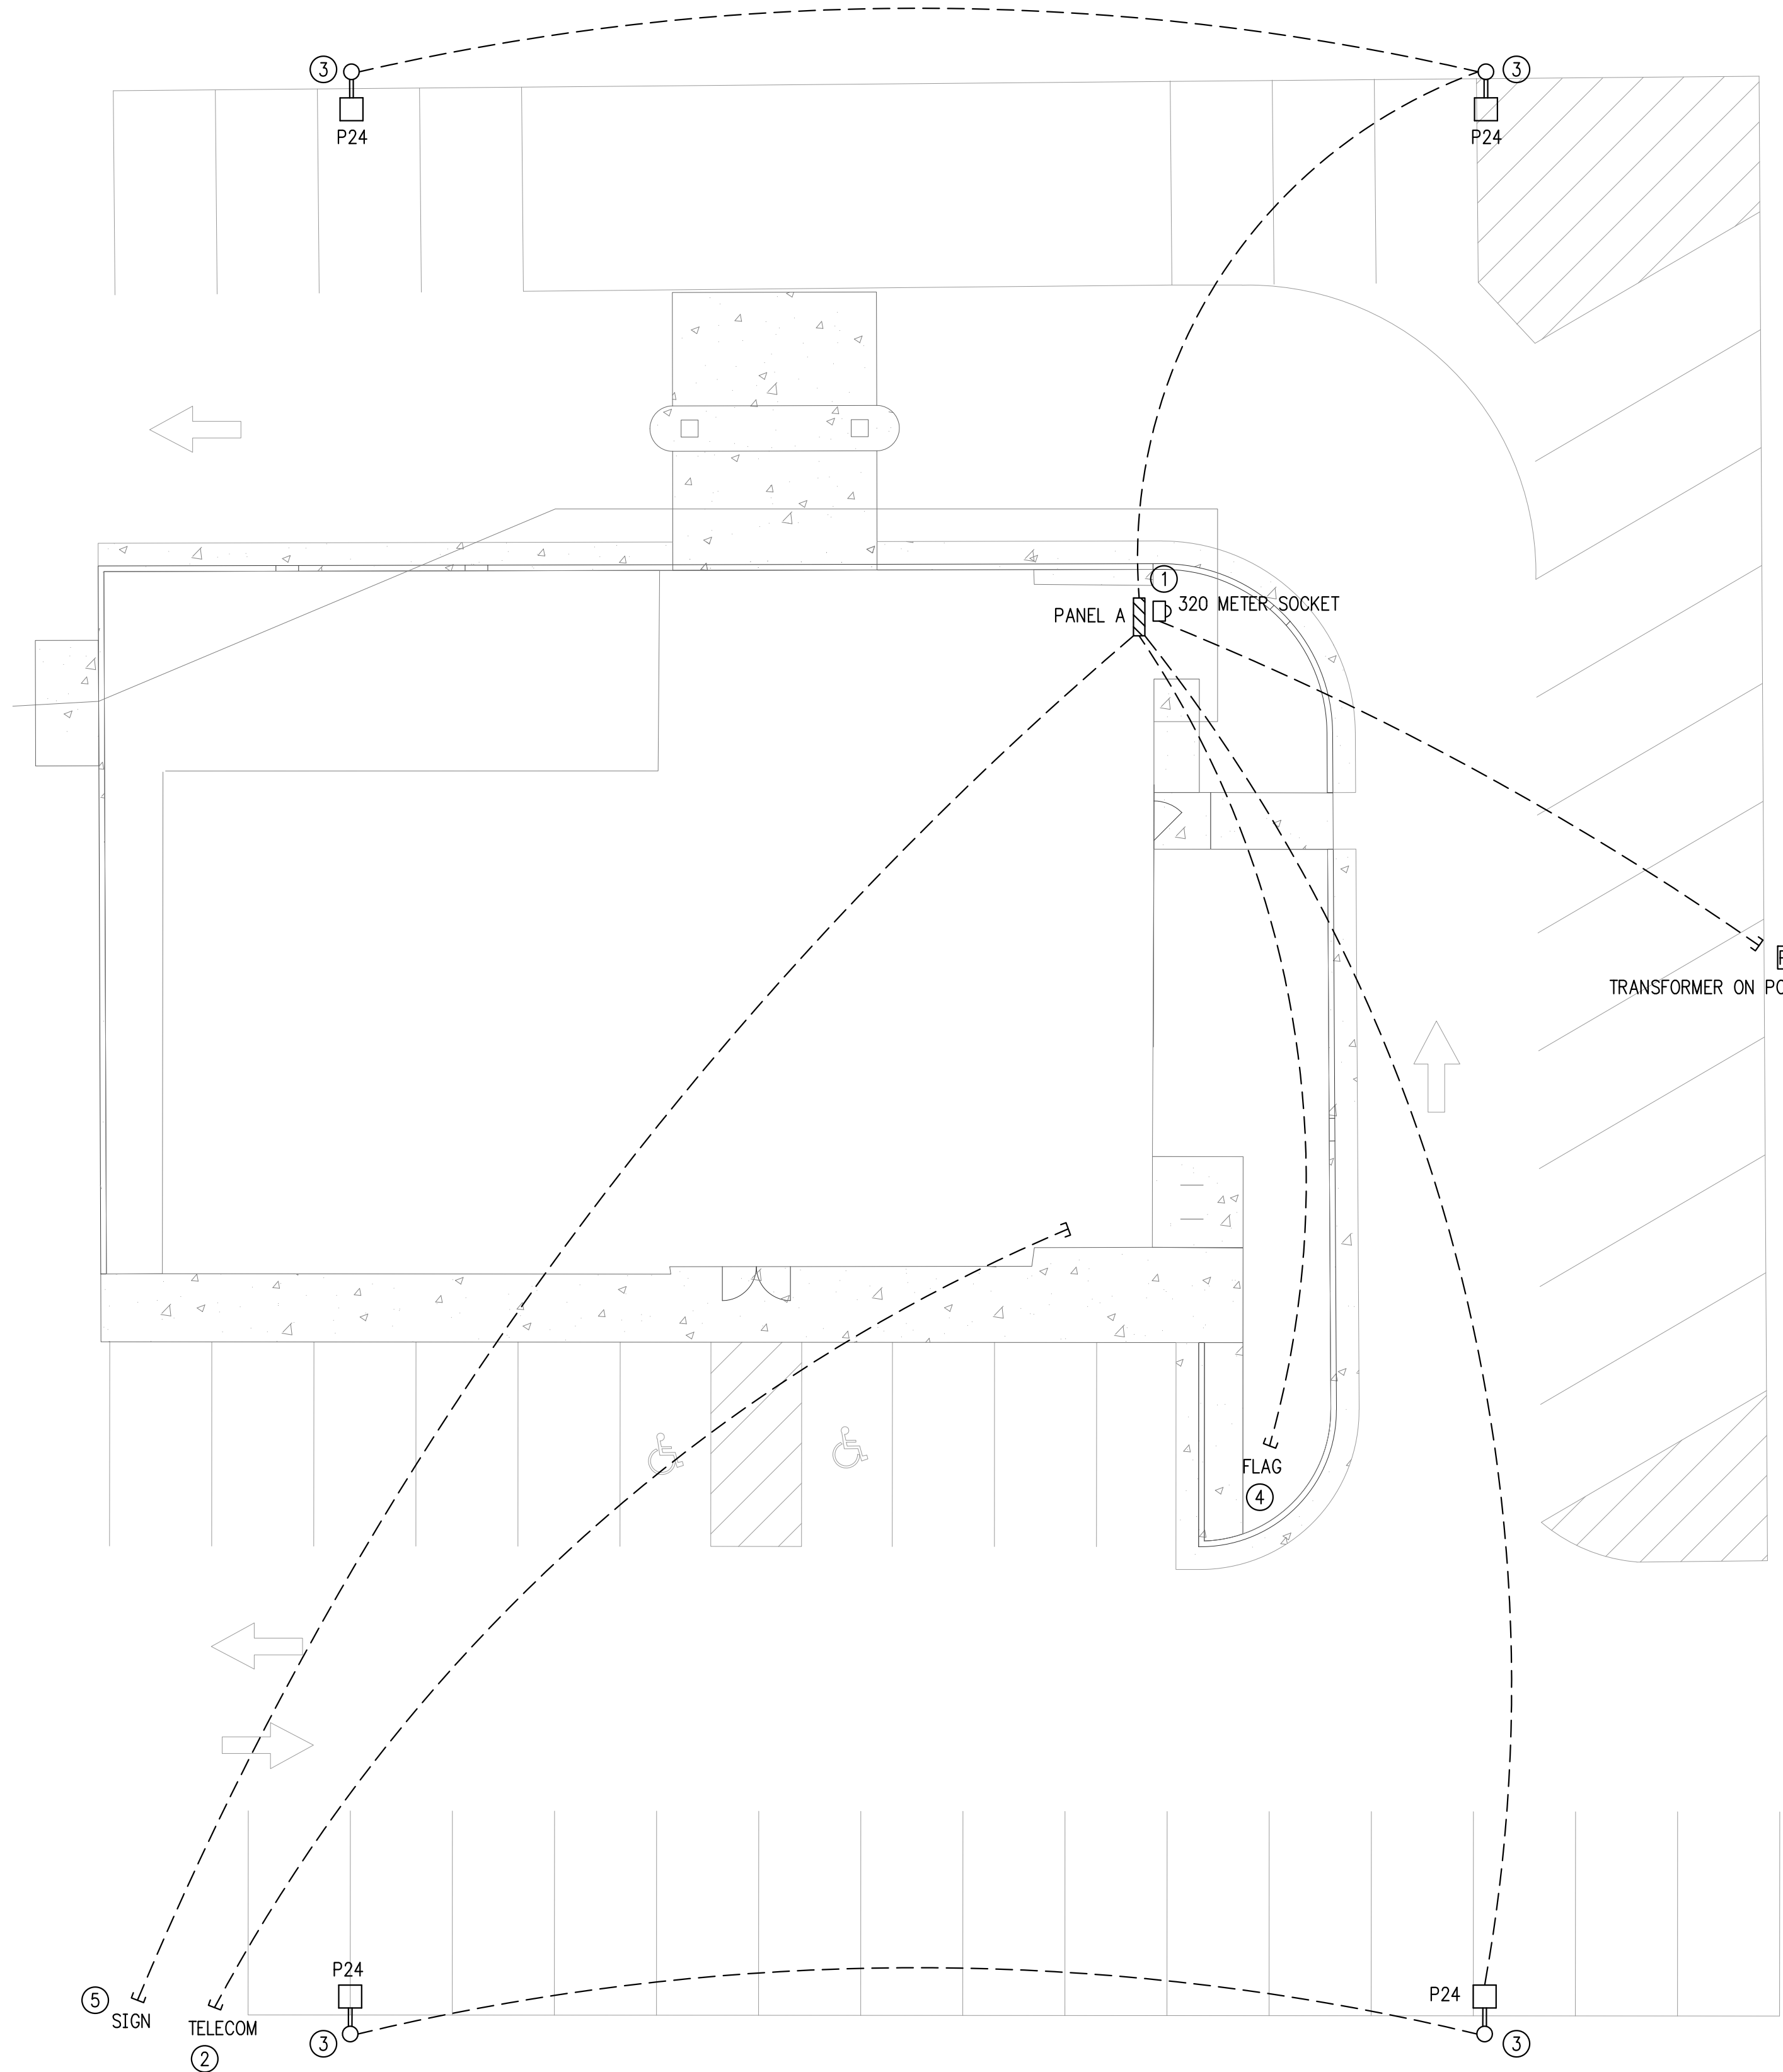 3
3
P24
P24
1
320 METER SOCKET
PANEL A
TRANSFORMER ON
FLAG
4
P24
P24
5
SIGN
TELECOM
2
3
3